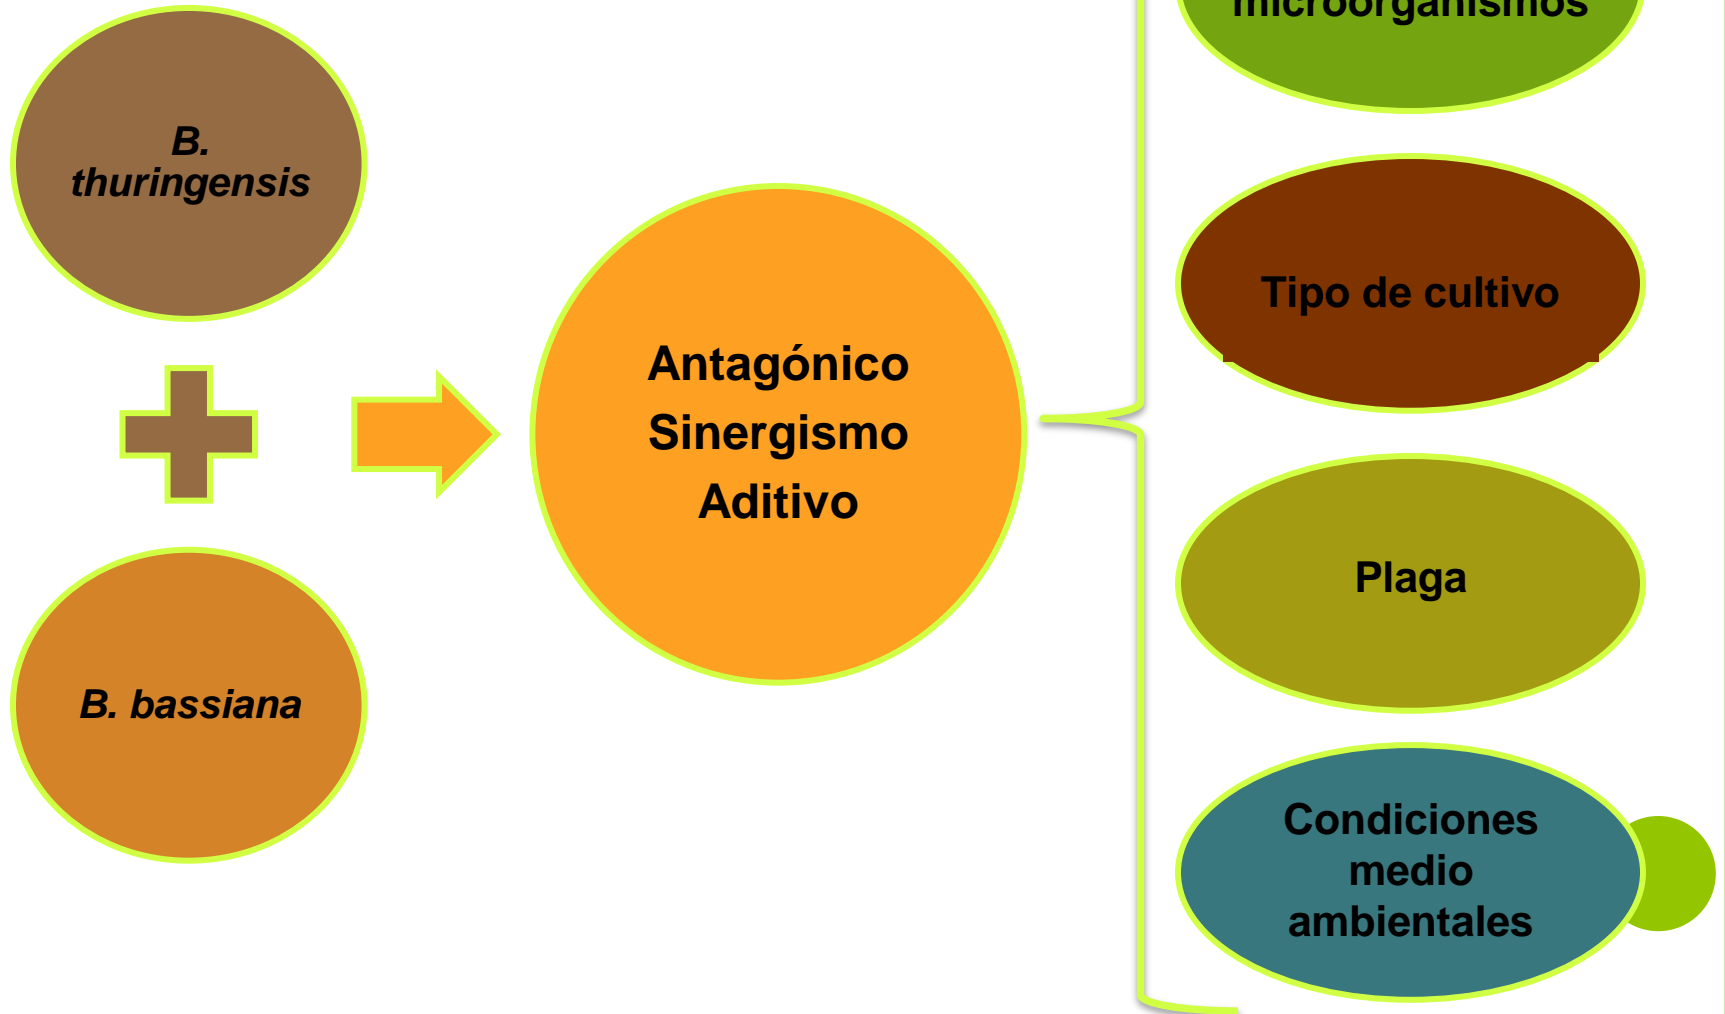 B.
thuringensis
B. bassiana
Antagónico
Sinergismo
Aditivo
microorganismos
Tipo de cultivo
Plaga
Condiciones
medio
ambientales